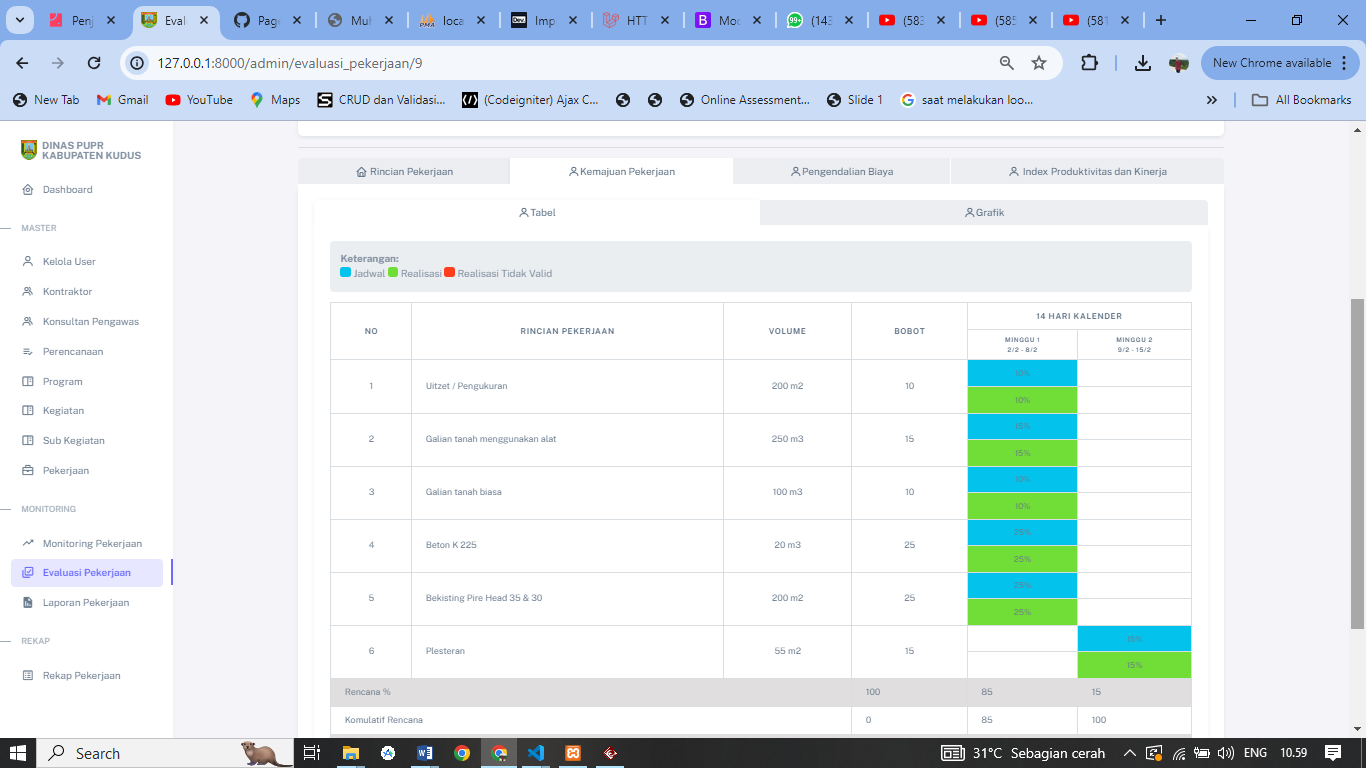 Penj
Eval
Page
Muh
loca
Imp
HTT
Moc
(143
(583
(585
(581
127.0.0.1:8000/admin/evaluasi_pekerjaan/9
New Chrome available
New Tab
Gmail
YouTube
Maps
CRUD dan Validasi...
(Codeigniter) Ajax C...
Online Assessment...
Slide 1
saat melakukan loo...
All Bookmarks
DINAS PUPR
KABUPATEN KUDUS
Dashboard
MASTER
Kelola User
Kontraktor
Konsultan Pengawas
Perencanaan
Program
Kegiatan
Sub Kegiatan
Pekerjaan
MONITORING
Monitoring Pekerjaan
Evaluasi Pekerjaan
Laporan Pekerjaan
REKAP
Rekap Pekerjaan
Rincian Pekerjaan Kemajuan Pekerjaan Pengendalian Biaya Index Produktivitas dan Kinerja
Tabel Grafik
Keterangan:
Jadwal Realisasi Realisasi Tidak Valid
NO RINCIAN PEKERJAAN VOLUME BOBOT 14 HARI KALENDER
MINGGU 1 MINGGU 2
2/2 - 8/2 9/2 - 15/2
1 Uitzet / Pengukuran 200 m2 10 10%
10%
2 Galian tanah menggunakan alat 250 m3 15 15%
15%
3 Galian tanah biasa 100 m3 10 10%
10%
4 Beton K 225 20 m3 25 25%
25%
5 Bekisting Pire Head 35 & 30 200 m2 25 25%
25%
6 Plesteran 55 m2 15 15%
15%
Rencana % 100 85 15
Komulatif Rencana 0 85 100
Search
31°C Sebagian cerah
ENG
10.59